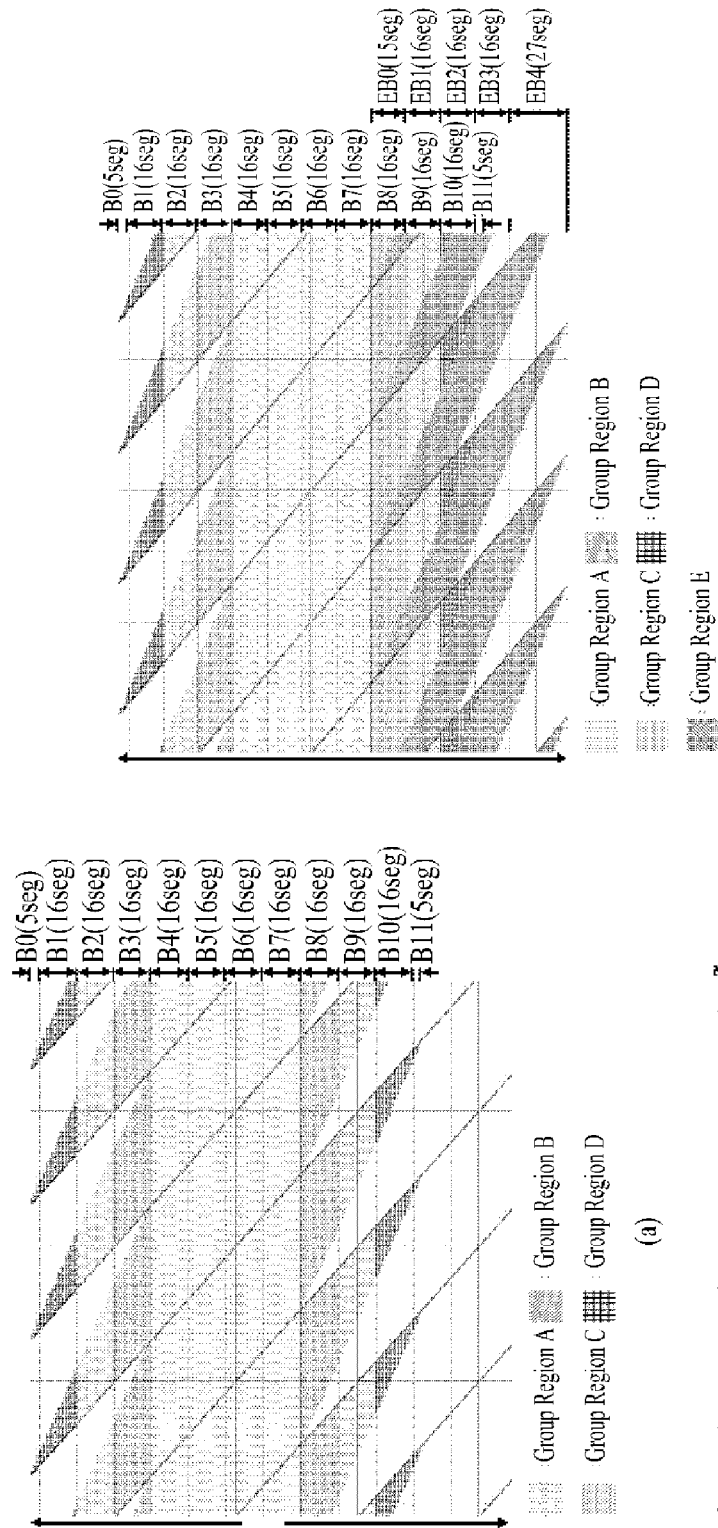 B0(5seg)
B1(16seg)
B2(16seg)
B3(16seg)
B4(16seg)
B5(16seg)
B6(16seg)
B7(16seg)
B8(16seg)
B9(16seg)
B10(16seg)
B11(5seg)
EB0(15seg)
EB1(16seg)
EB2(16seg)
EB3(16seg)
EB4(27seg)
:Group Region A : Group Region B
:Group Region C : Group Region D
: Group Region E
B0(5seg)
B1(16seg)
B2(16seg)
B3(16seg)
B4(16seg)
B5(16seg)
B6(16seg)
B7(16seg)
B8(16seg)
B9(16seg)
B10(16seg)
B11(5seg)
: Group Region A : Group Region B
: Group Region C : Group Region D
(a)